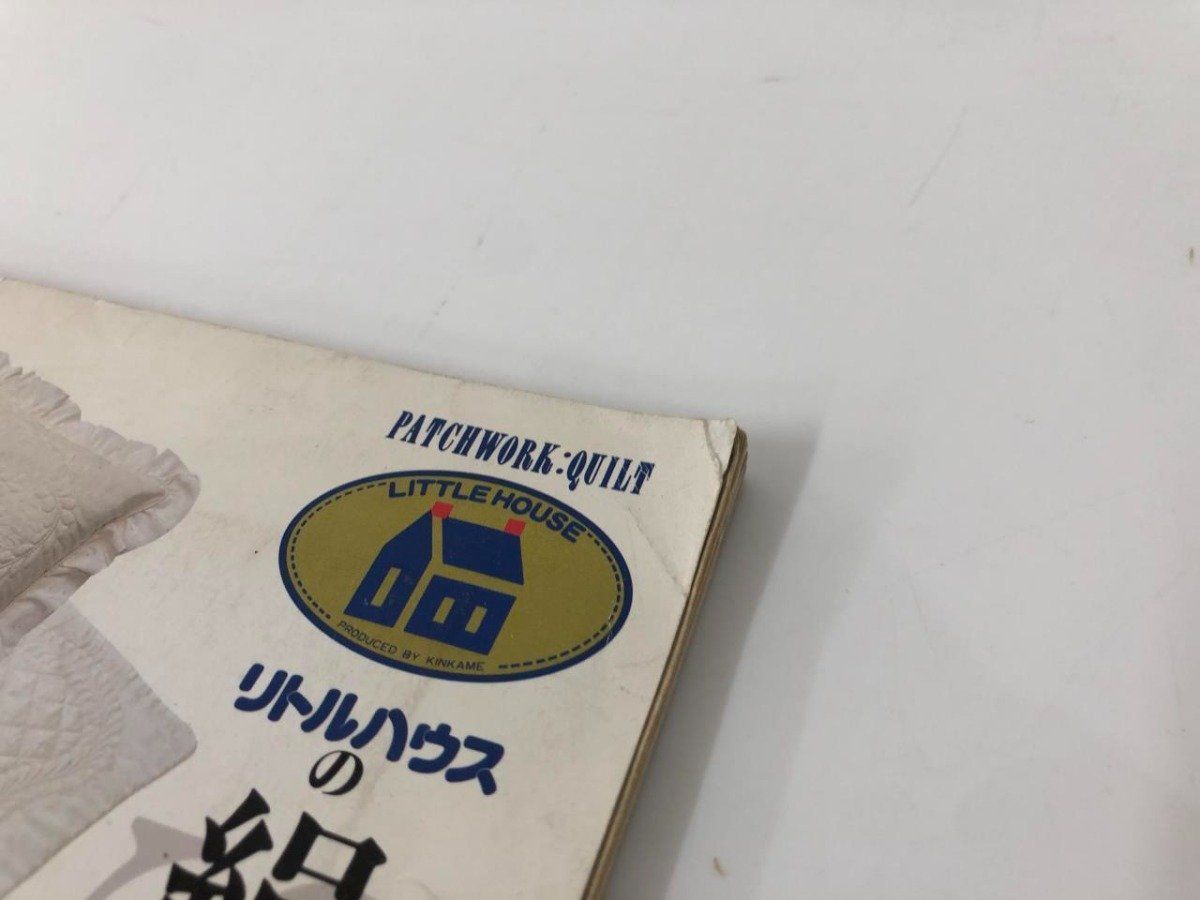 PATCHWORK:QUILT
LITTLE HOUSE
PRODUCED BY KINKAME
リトルハウス
の